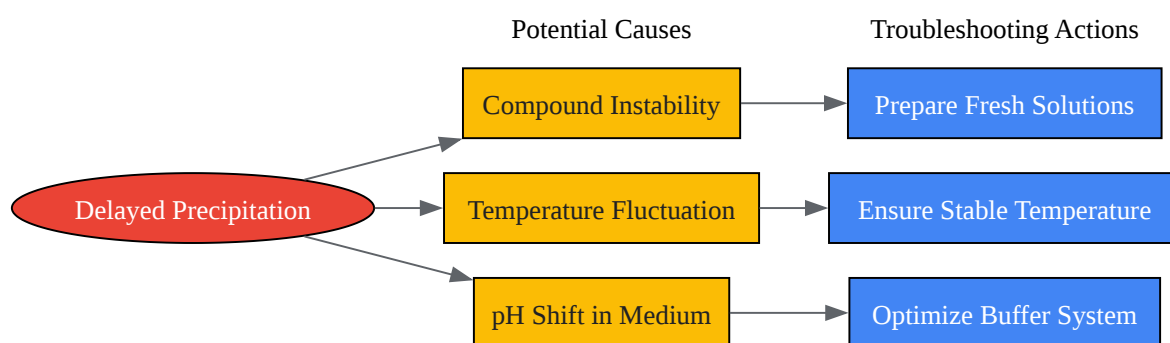 Potential Causes
Troubleshooting Actions
Compound Instability
Prepare Fresh Solutions
Delayed Precipitation
Temperature Fluctuation
Ensure Stable Temperature
pH Shift in Medium
Optimize Buffer System